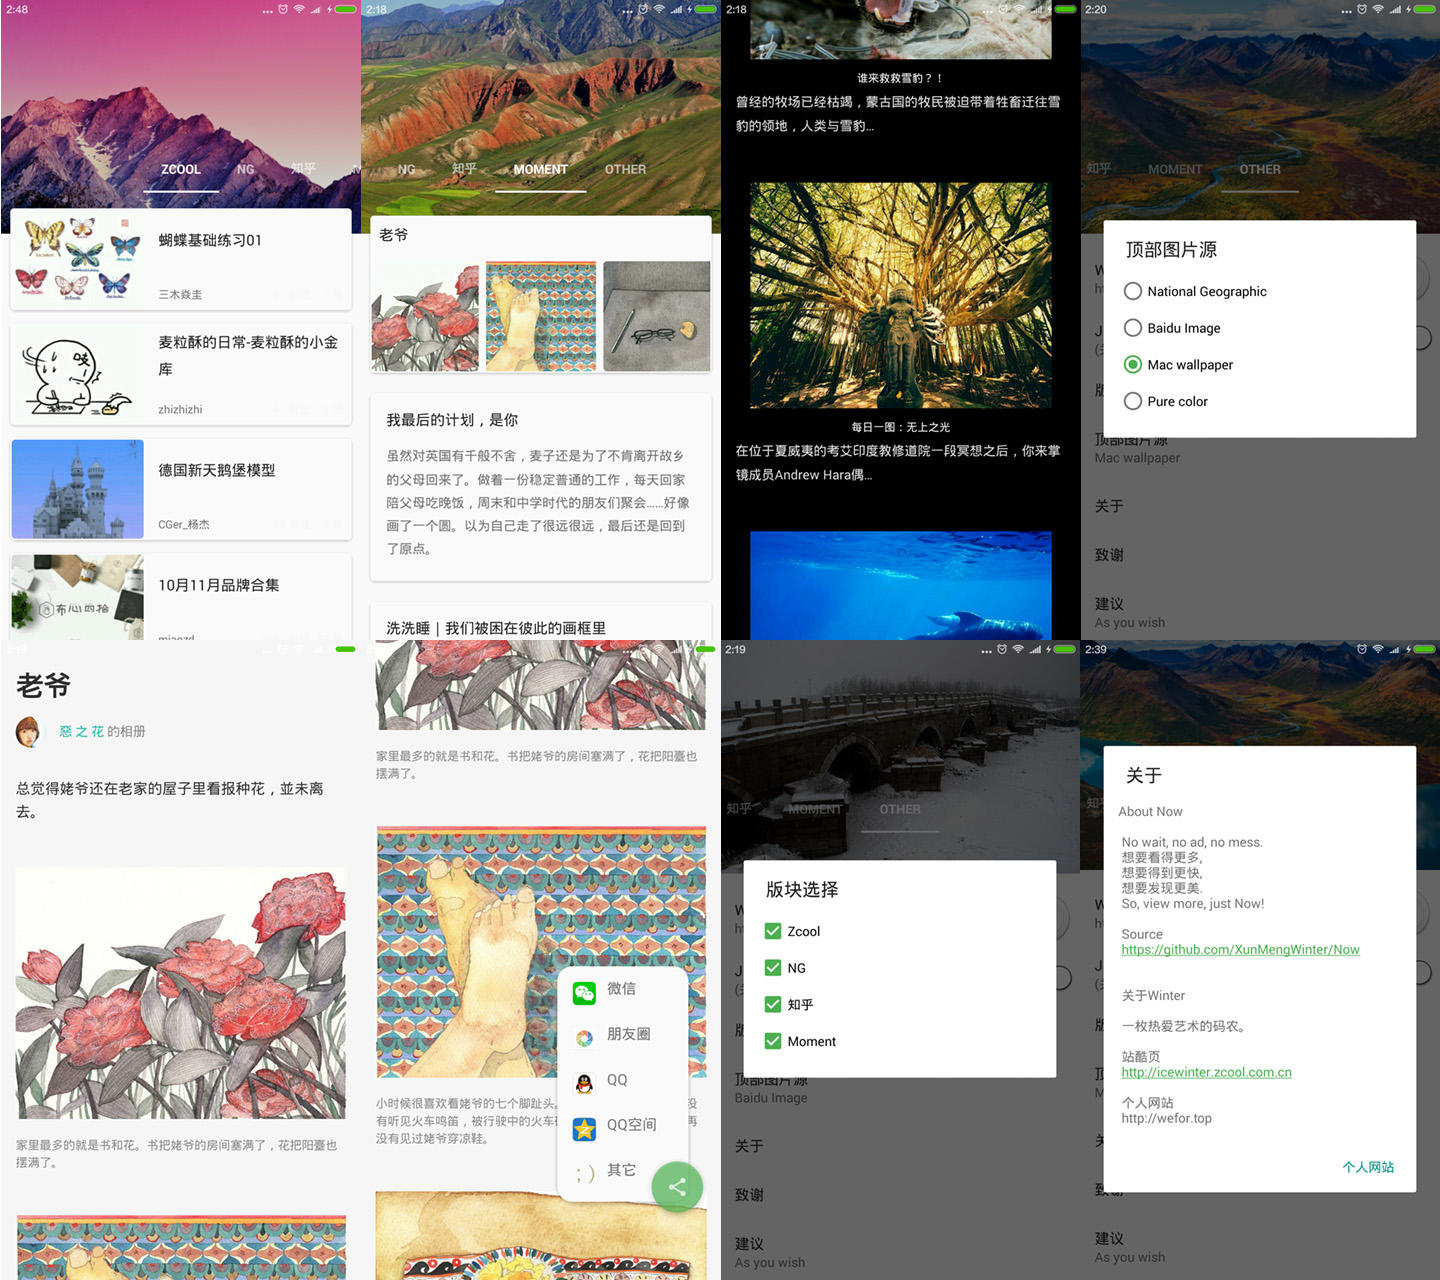 2:48
ZCOOL NG 知乎
蝴蝶基础练习01
三木焱圭
麦粒酥的日常-麦粒酥的小金
库
zhizhizhi
德国新天鹅堡模型
CGer_杨杰
10月11月品牌合集
miaozd
2:18
NG 知乎 MOMENT OTHER
老爷
我最后的计划，是你
虽然对英国有千般不舍，麦子还是为了不肯离开故乡
的父母回来了。做着一份稳定普通的工作，每天回家
陪父母吃晚饭，周末和中学时代的朋友们聚会......好像
画了一个圆。以为自己走了很远很远，最后还是回到
了原点。
洗洗睡 | 我们被困在彼此的画框里
2:18
谁来救救雪豹？！
曾经的牧场已经枯竭，蒙古国的牧民被迫带着牲畜迁往雪
豹的领地，人类与雪豹...
每日一图：无上之光
在位于夏威夷的考艾印度教修道院一段冥想之后，你来掌
镜成员Andrew Hara偶...
2:20
知乎 MOMENT OTHER
顶部图片源
National Geographic
Baidu Image
Mac wallpaper
Pure color
顶部图片源
Mac wallpaper
关于
致谢
建议
As you wish
老爷
惡之花的相册
总觉得姥爷还在老家的屋子里看报种花，並未离
去。
家里最多的就是书和花。书把姥爷的房间塞满了，花把阳臺也
摆满了。
家里最多的就是书和花。书把姥爷的房间塞满了，花把阳臺也
摆满了。
小时候很喜欢看姥爷的七个脚趾头。
有听见火车鸣笛，被行驶中的火车
没有见过姥爷穿凉鞋。
没
再
微信
朋友圈
QQ
QQ空间
; ) 其它
2:19
知乎 MOMENT OTHER
版块选择
Zcool
NG
知乎
Moment
顶部图片源
Baidu Image
关于
致谢
建议
As you wish
2:39
关于
About Now
No wait, no ad, no mess.
想要看得更多,
想要得到更快,
想要发现更美.
So, view more, just Now!
Source
https://github.com/XunMengWinter/Now
关于Winter
一枚热爱艺术的码农。
站酷页
http://icewinter.zcool.com.cn
个人网站
http://wefor.top
个人网站
致谢
建议
As you wish